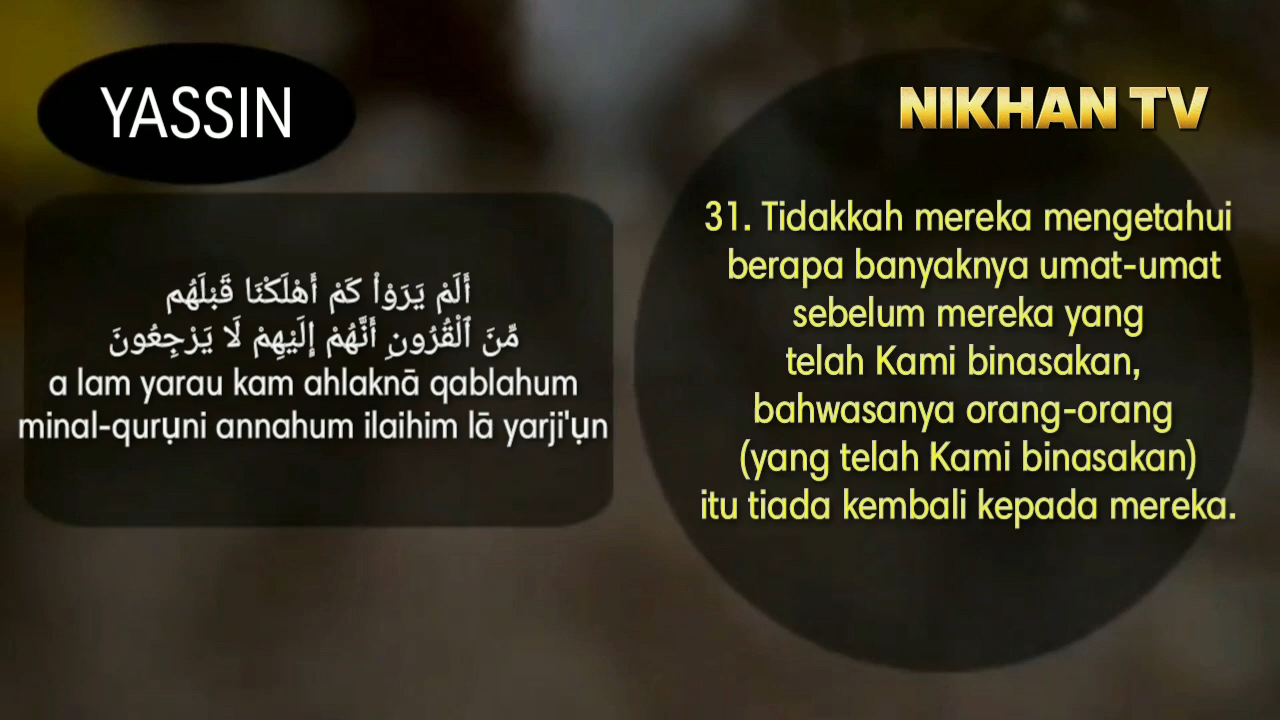 YASSIN
NIKHAN TV
أَلَمْ يَرَوْا۟ كَمْ أَهْلَكْنَا قَبْلَهُم
مِّنَ ٱلْقُرُونِ أَنَّهُمْ إِلَيْهِمْ لَا يَرْجِعُونَ
a lam yarau kam ahlaknā qablahum
minal-qurụni annahum ilaihim lā yarji'ụn
31. Tidakkah mereka mengetahui
berapa banyaknya umat-umat
sebelum mereka yang
telah Kami binasakan,
bahwasanya orang-orang
(yang telah Kami binasakan)
itu tiada kembali kepada mereka.